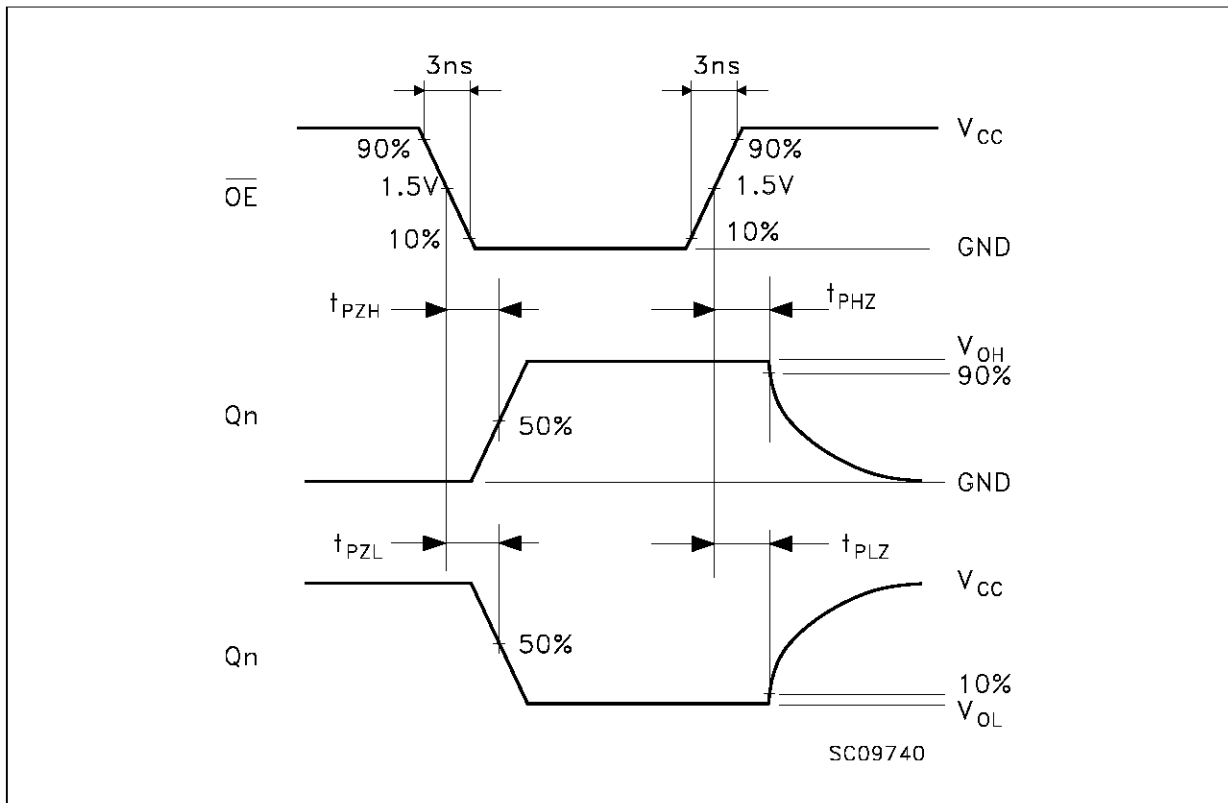 3ns 3ns
V_CC
90% 90%
OE 1.5V 1.5V
10% 10%
GND
t_PZH t_PHZ
V_OH
90%
Qn 50%
GND
t_PZL t_PLZ
V_CC
Qn 50%
10%
V_OL
SC09740